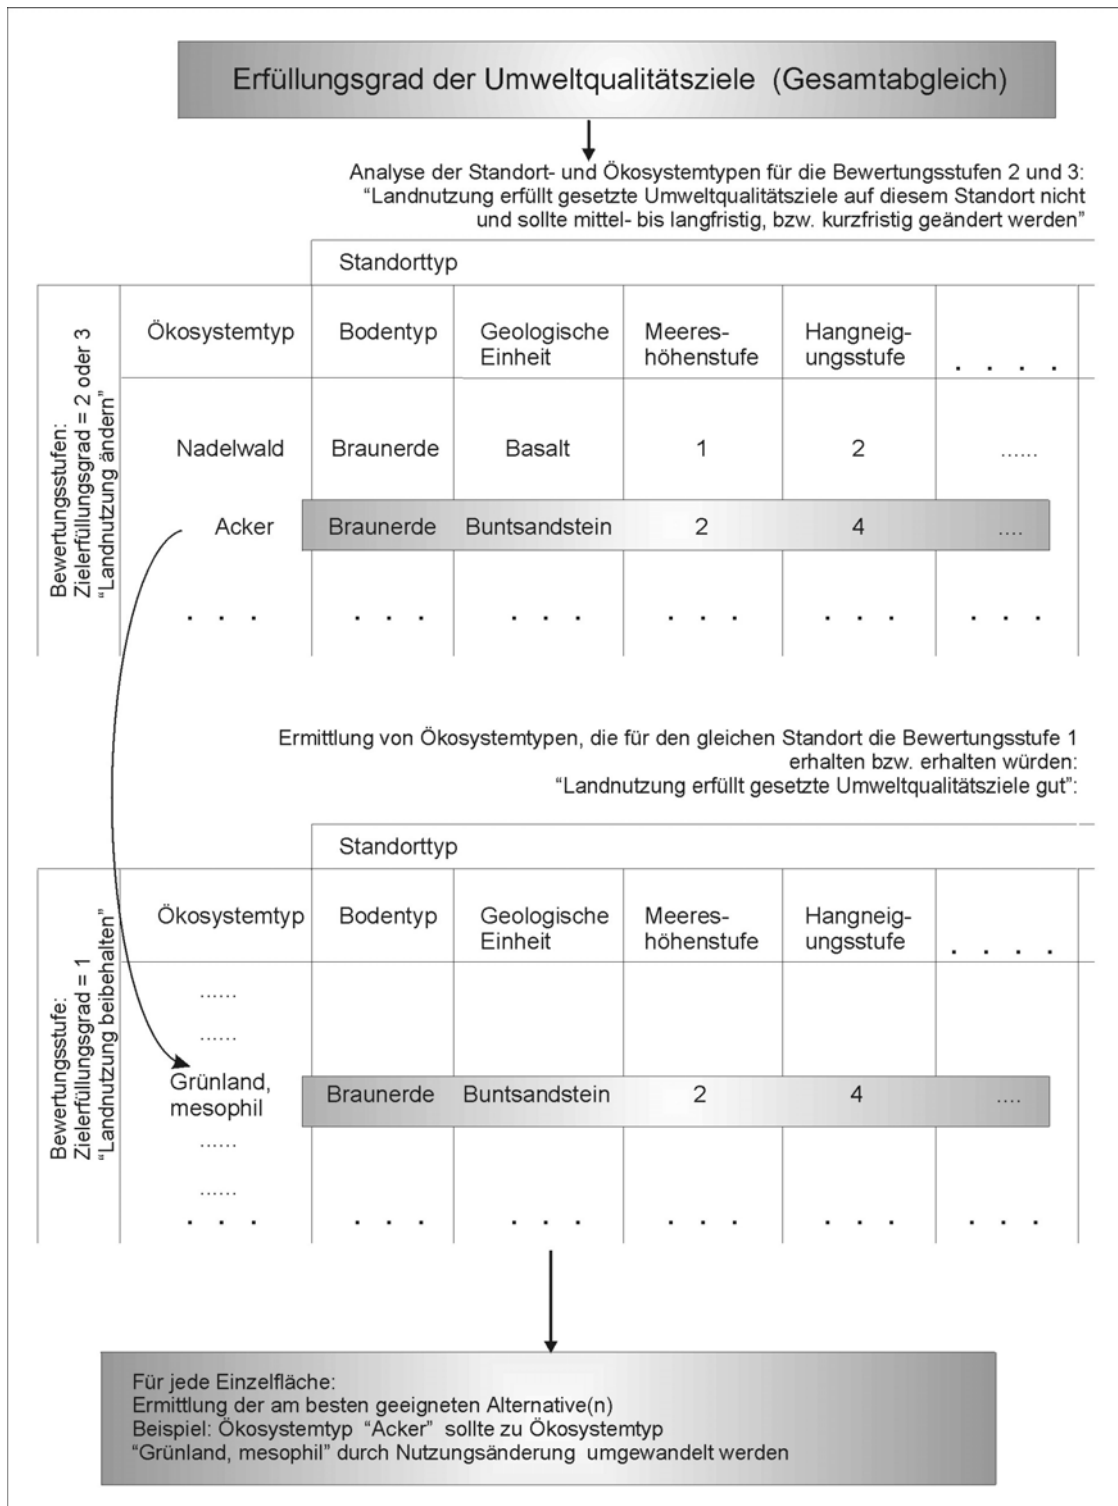 Erfüllungsgrad der Umweltqualitätsziele (Gesamtabgleich)
Analyse der Standort- und Ökosystemtypen für die Bewertungsstufen 2 und 3:
“Landnutzung erfüllt gesetzte Umweltqualitätsziele auf diesem Standort nicht
und sollte mittel- bis langfristig, bzw. kurzfristig geändert werden”
Standorttyp
Bewertungsstufen:
Zielerfüllungsgrad = 2 oder 3
“Landnutzung ändern”
Ökosystemtyp
Bodentyp
Geologische
Einheit
Meeres-
höhenstufe
Hangneig-
ungsstufe
. . . .
Nadelwald Braunerde Basalt 1 2 ......
Acker Braunerde Buntsandstein 2 4 ....
. . . . . . . . . . . . . . . . . .
Ermittlung von Ökosystemtypen, die für den gleichen Standort die Bewertungsstufe 1
erhalten bzw. erhalten würden:
“Landnutzung erfüllt gesetzte Umweltqualitätsziele gut”:
Standorttyp
Bewertungsstufe:
Zielerfüllungsgrad = 1
“Landnutzung beibehalten”
Ökosystemtyp
Bodentyp
Geologische
Einheit
Meeres-
höhenstufe
Hangneig-
ungsstufe
. . . .
......
......
Grünland,
mesophil
Braunerde Buntsandstein 2 4 ....
......
......
. . . . . . . . . . . . . . . . . .
Für jede Einzelfläche:
Ermittlung der am besten geeigneten Alternative(n)
Beispiel: Ökosystemtyp “Acker” sollte zu Ökosystemtyp
“Grünland, mesophil” durch Nutzungsänderung umgewandelt werden